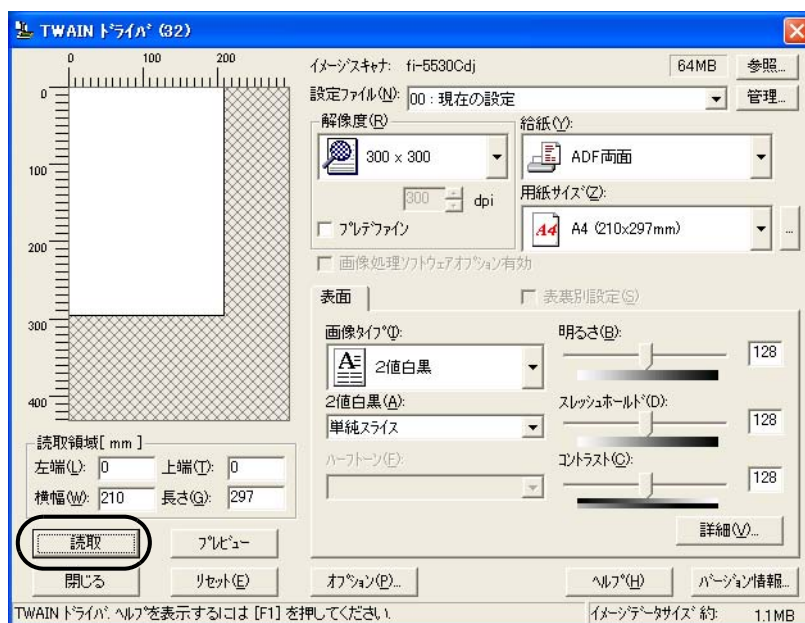 TWAIN ドライバ (32)
0 100 200
0
100
200
300
400
イメージスキャナ: fi-5530Cdj 64MB 参照...
設定ファイル(N): 00 : 現在の設定 管理...
解像度(R)
300 x 300
300 dpi
プレデファイン
給紙(Y):
ADF両面
用紙サイズ(Z):
A4 A4 (210x297mm) ...
画像処理ソフトウェアオプション有効
表面 表裏別設定(S)
画像タイプ(I):
A 2値白黒
2値白黒(A):
単純スライス
ハーフトーン(F):
明るさ(B):
128
スレッシュホールド(D):
128
コントラスト(C):
128
詳細(V)...
読取領域[ mm ]
左端(L): 0 上端(T): 0
横幅(W): 210 長さ(G): 297
読取 プレビュー
閉じる リセット(E) オプション(P)... ヘルプ(H) バージョン情報...
TWAIN ドライバ. ヘルプを表示するには [F1] を押してください. イメージデータサイズ 約: 1.1MB